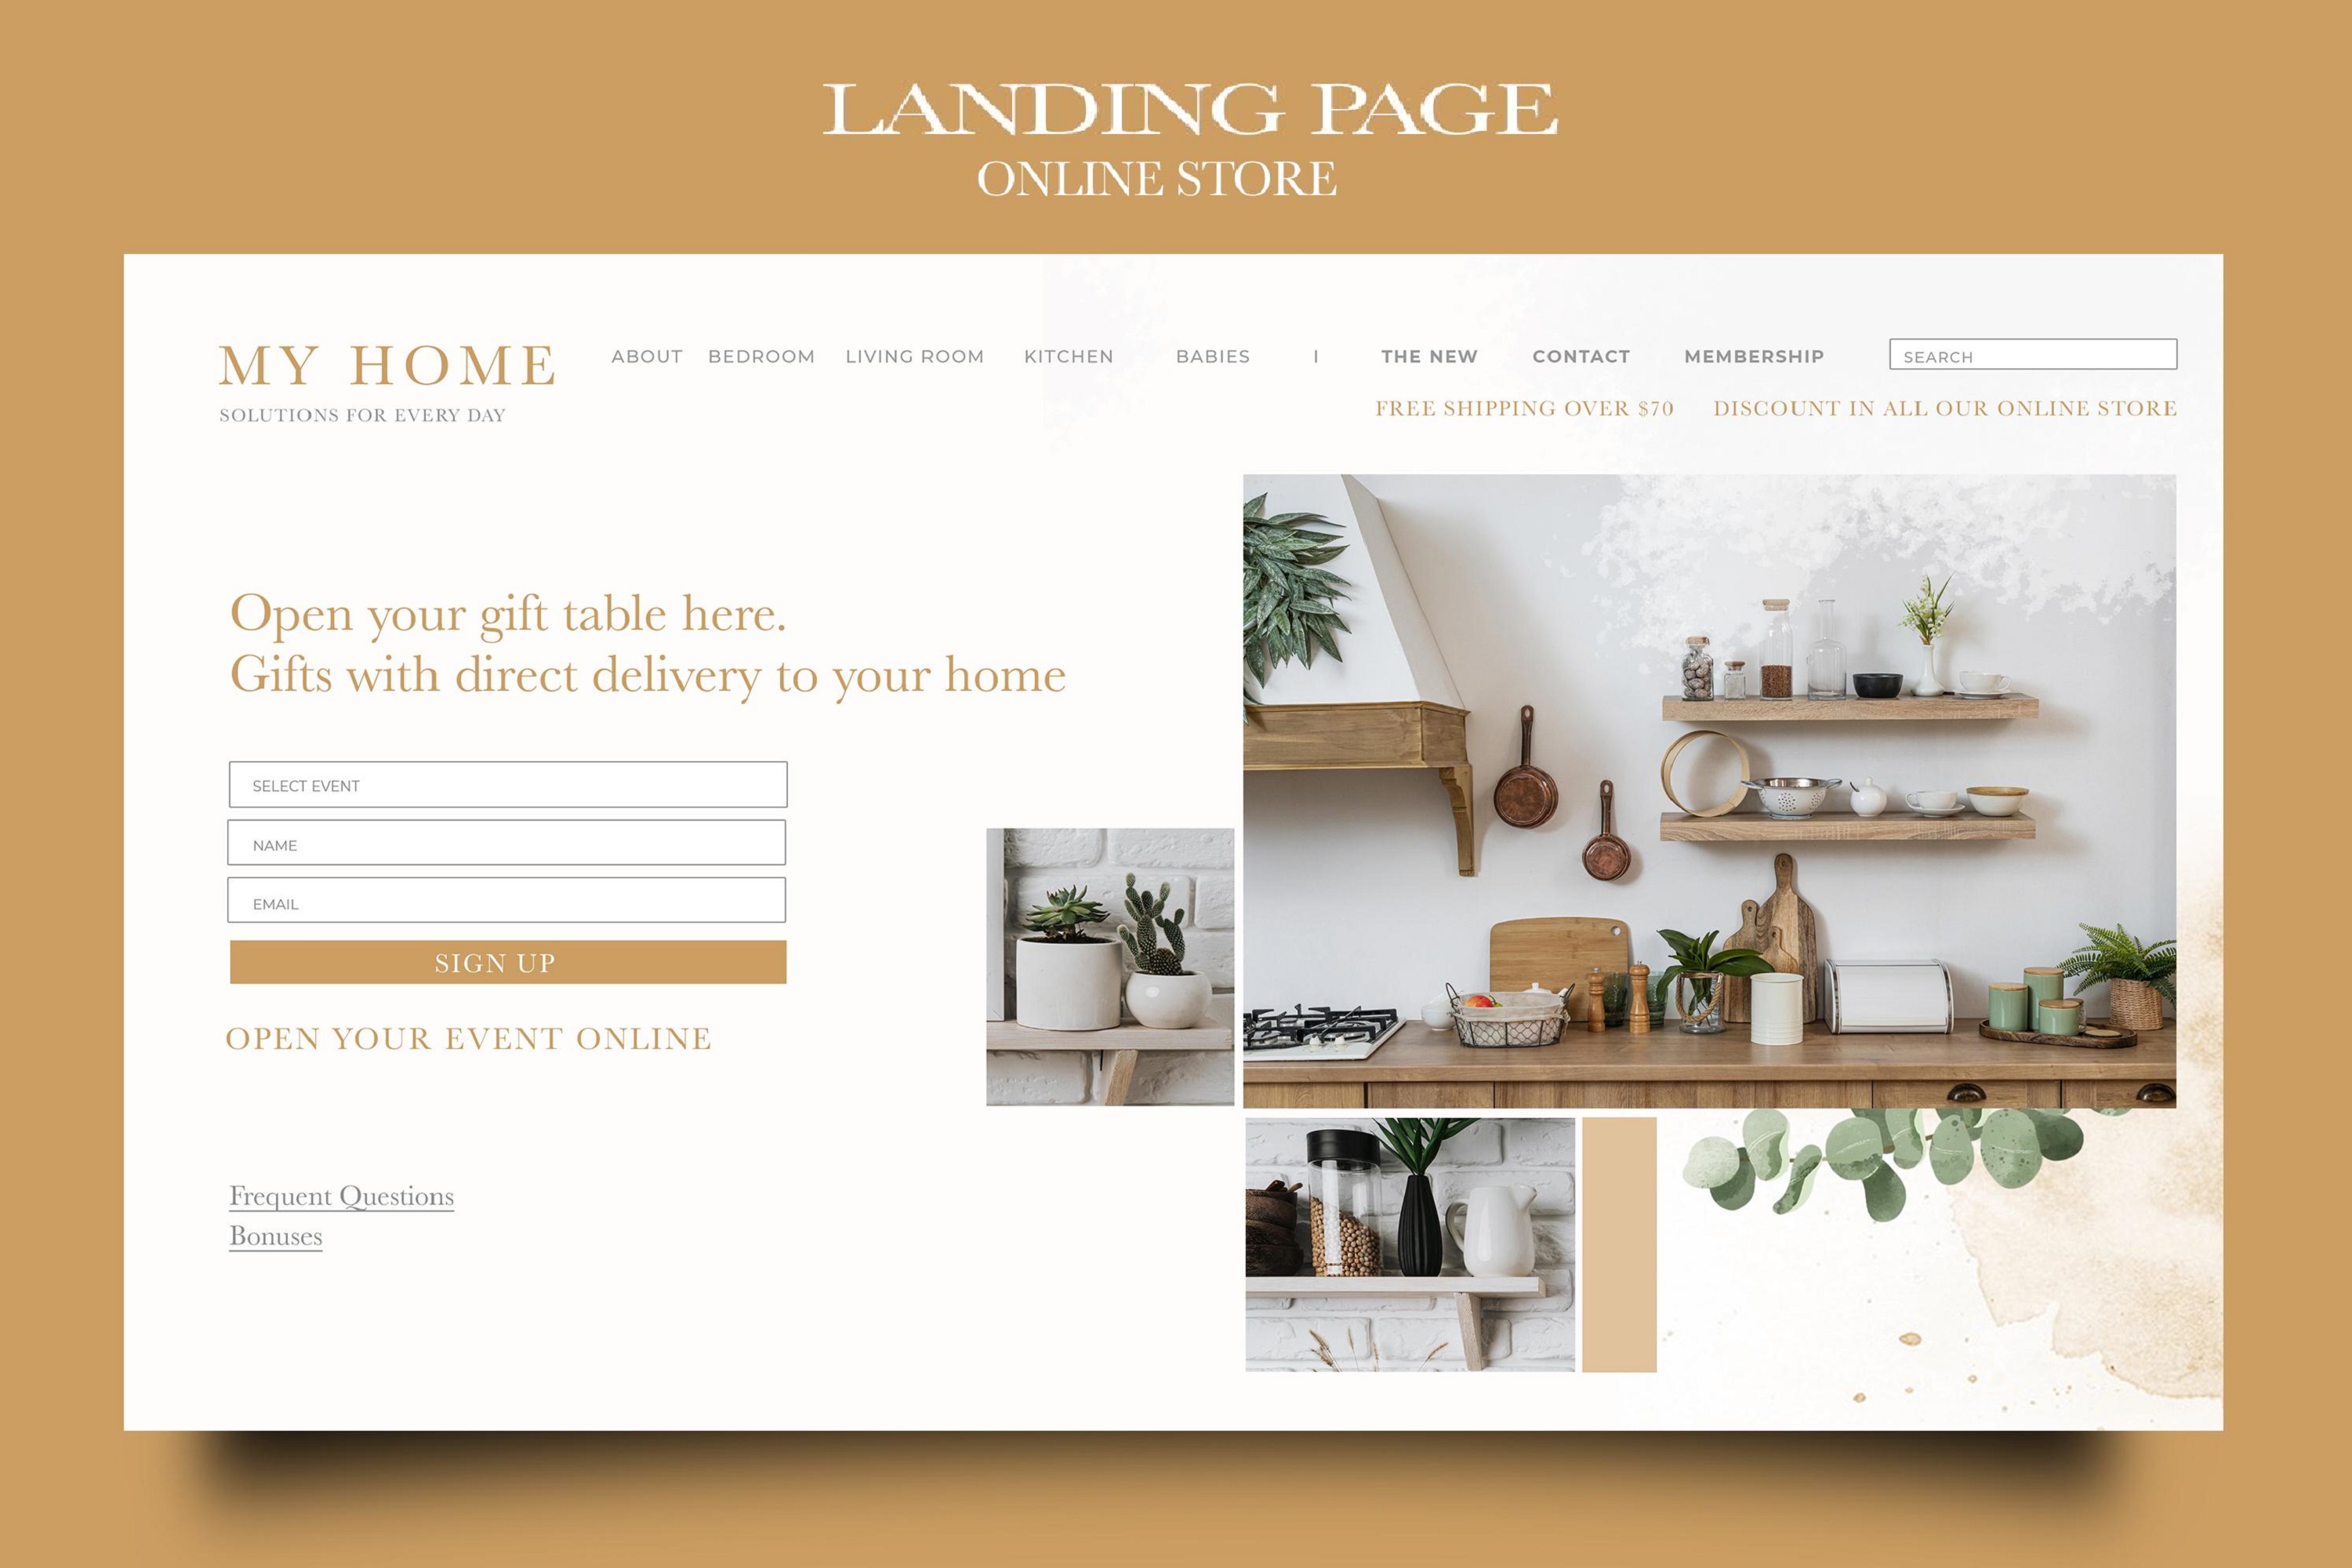 LANDING PAGE
ONLINE STORE
MY HOME
SOLUTIONS FOR EVERY DAY
ABOUT BEDROOM LIVING ROOM KITCHEN BABIES I THE NEW CONTACT MEMBERSHIP SEARCH
FREE SHIPPING OVER $70 DISCOUNT IN ALL OUR ONLINE STORE
Open your gift table here.
Gifts with direct delivery to your home
SELECT EVENT
NAME
EMAIL
SIGN UP
OPEN YOUR EVENT ONLINE
Frequent Questions
Bonuses